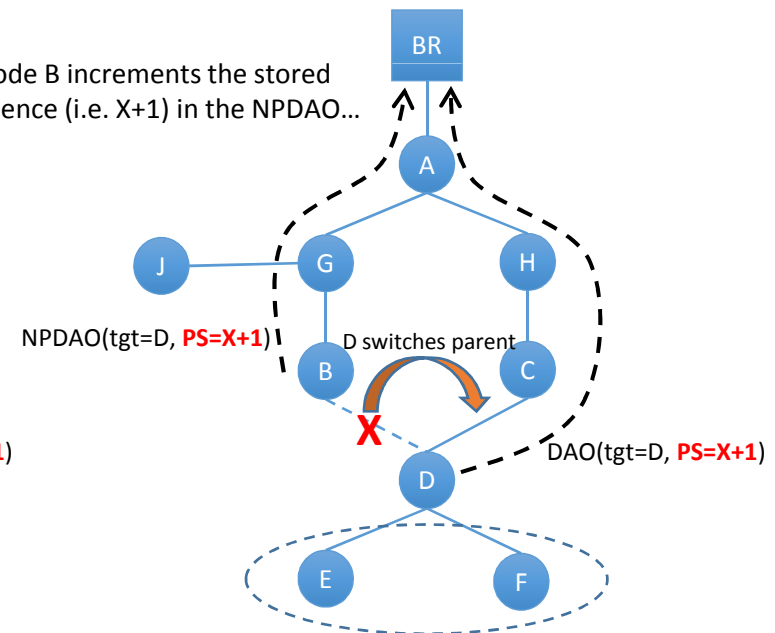 BR
ode B increments the stored
ence (i.e. X+1) in the NPDAO…
A
J
G
H
NPDAO(tgt=D, PS=X+1)
D switches parent
B
C
X
1)
DAO(tgt=D, PS=X+1)
D
E
F